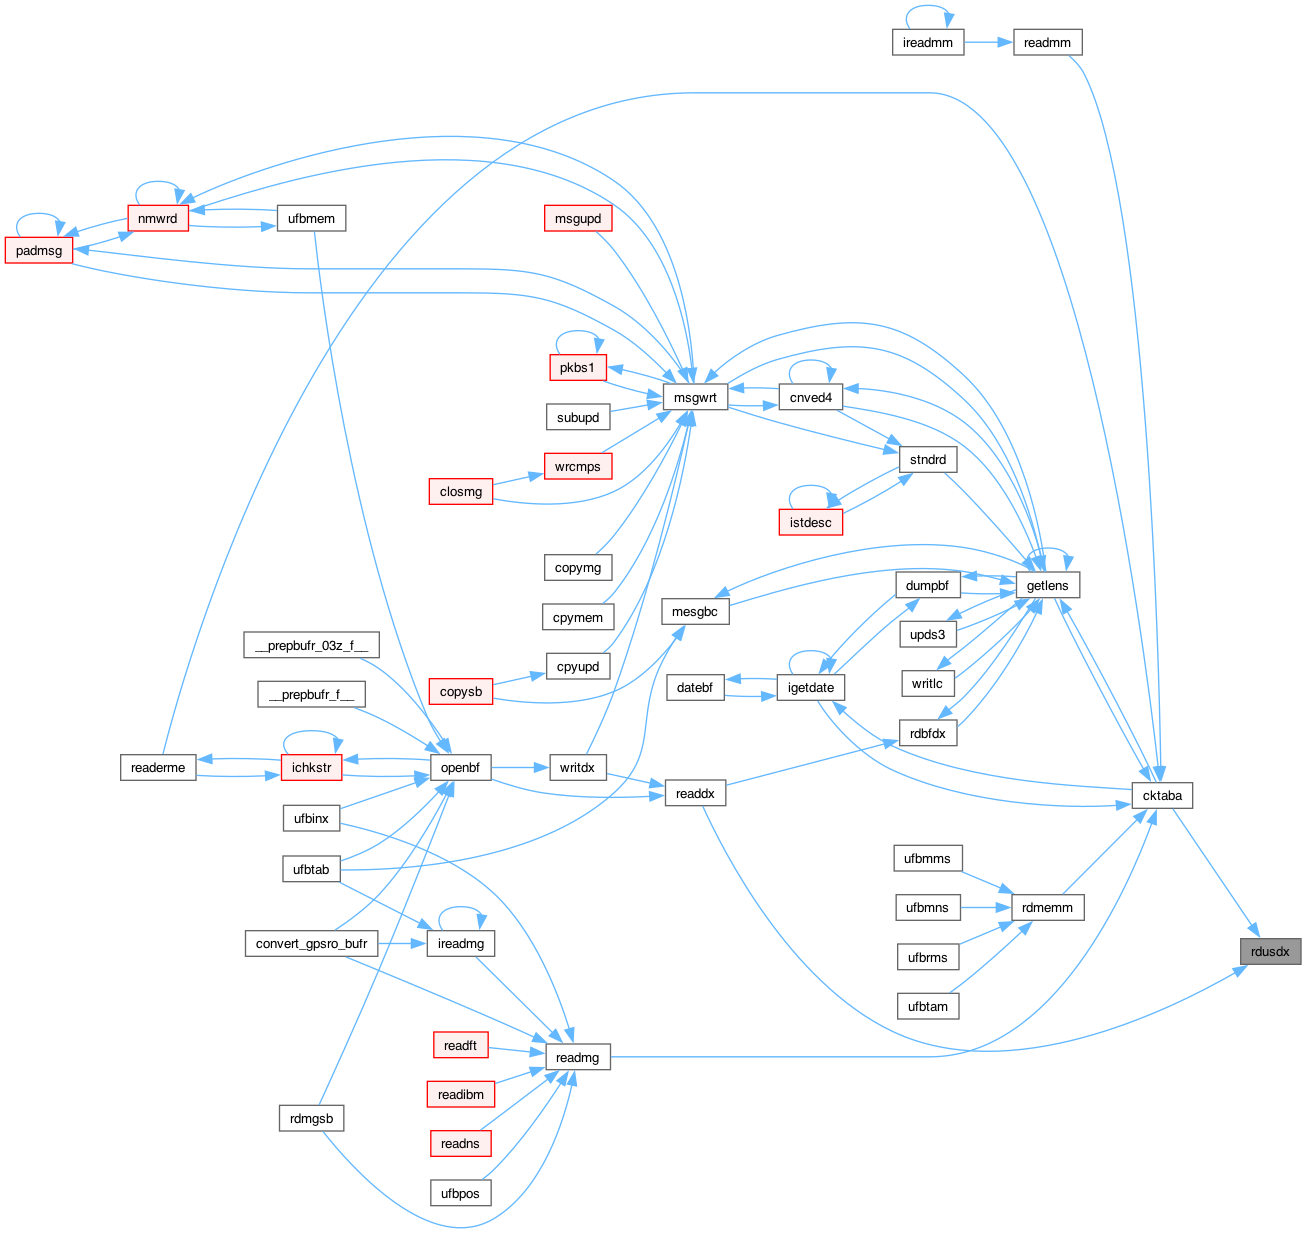 ireadmm
readmm
nmwrd
ufbmem
msgupd
padmsg
pkbs1
msgwrt
cnved4
subupd
stndrd
wrcmps
closmg
istdesc
copymg
dumpbf
getlens
cpymem
mesgbc
upds3
__prepbufr_03z_f__
cpyupd
writlc
copysb
datebf
igetdate
__prepbufr_f__
rdbfdx
readerme
ichkstr
openbf
writdx
readdx
cktaba
ufbinx
ufbmms
ufbtab
ufbmns
rdmemm
convert_gpsro_bufr
ireadmg
ufbrms
rdusdx
ufbtam
readft
readmg
readibm
rdmgsb
readns
ufbpos